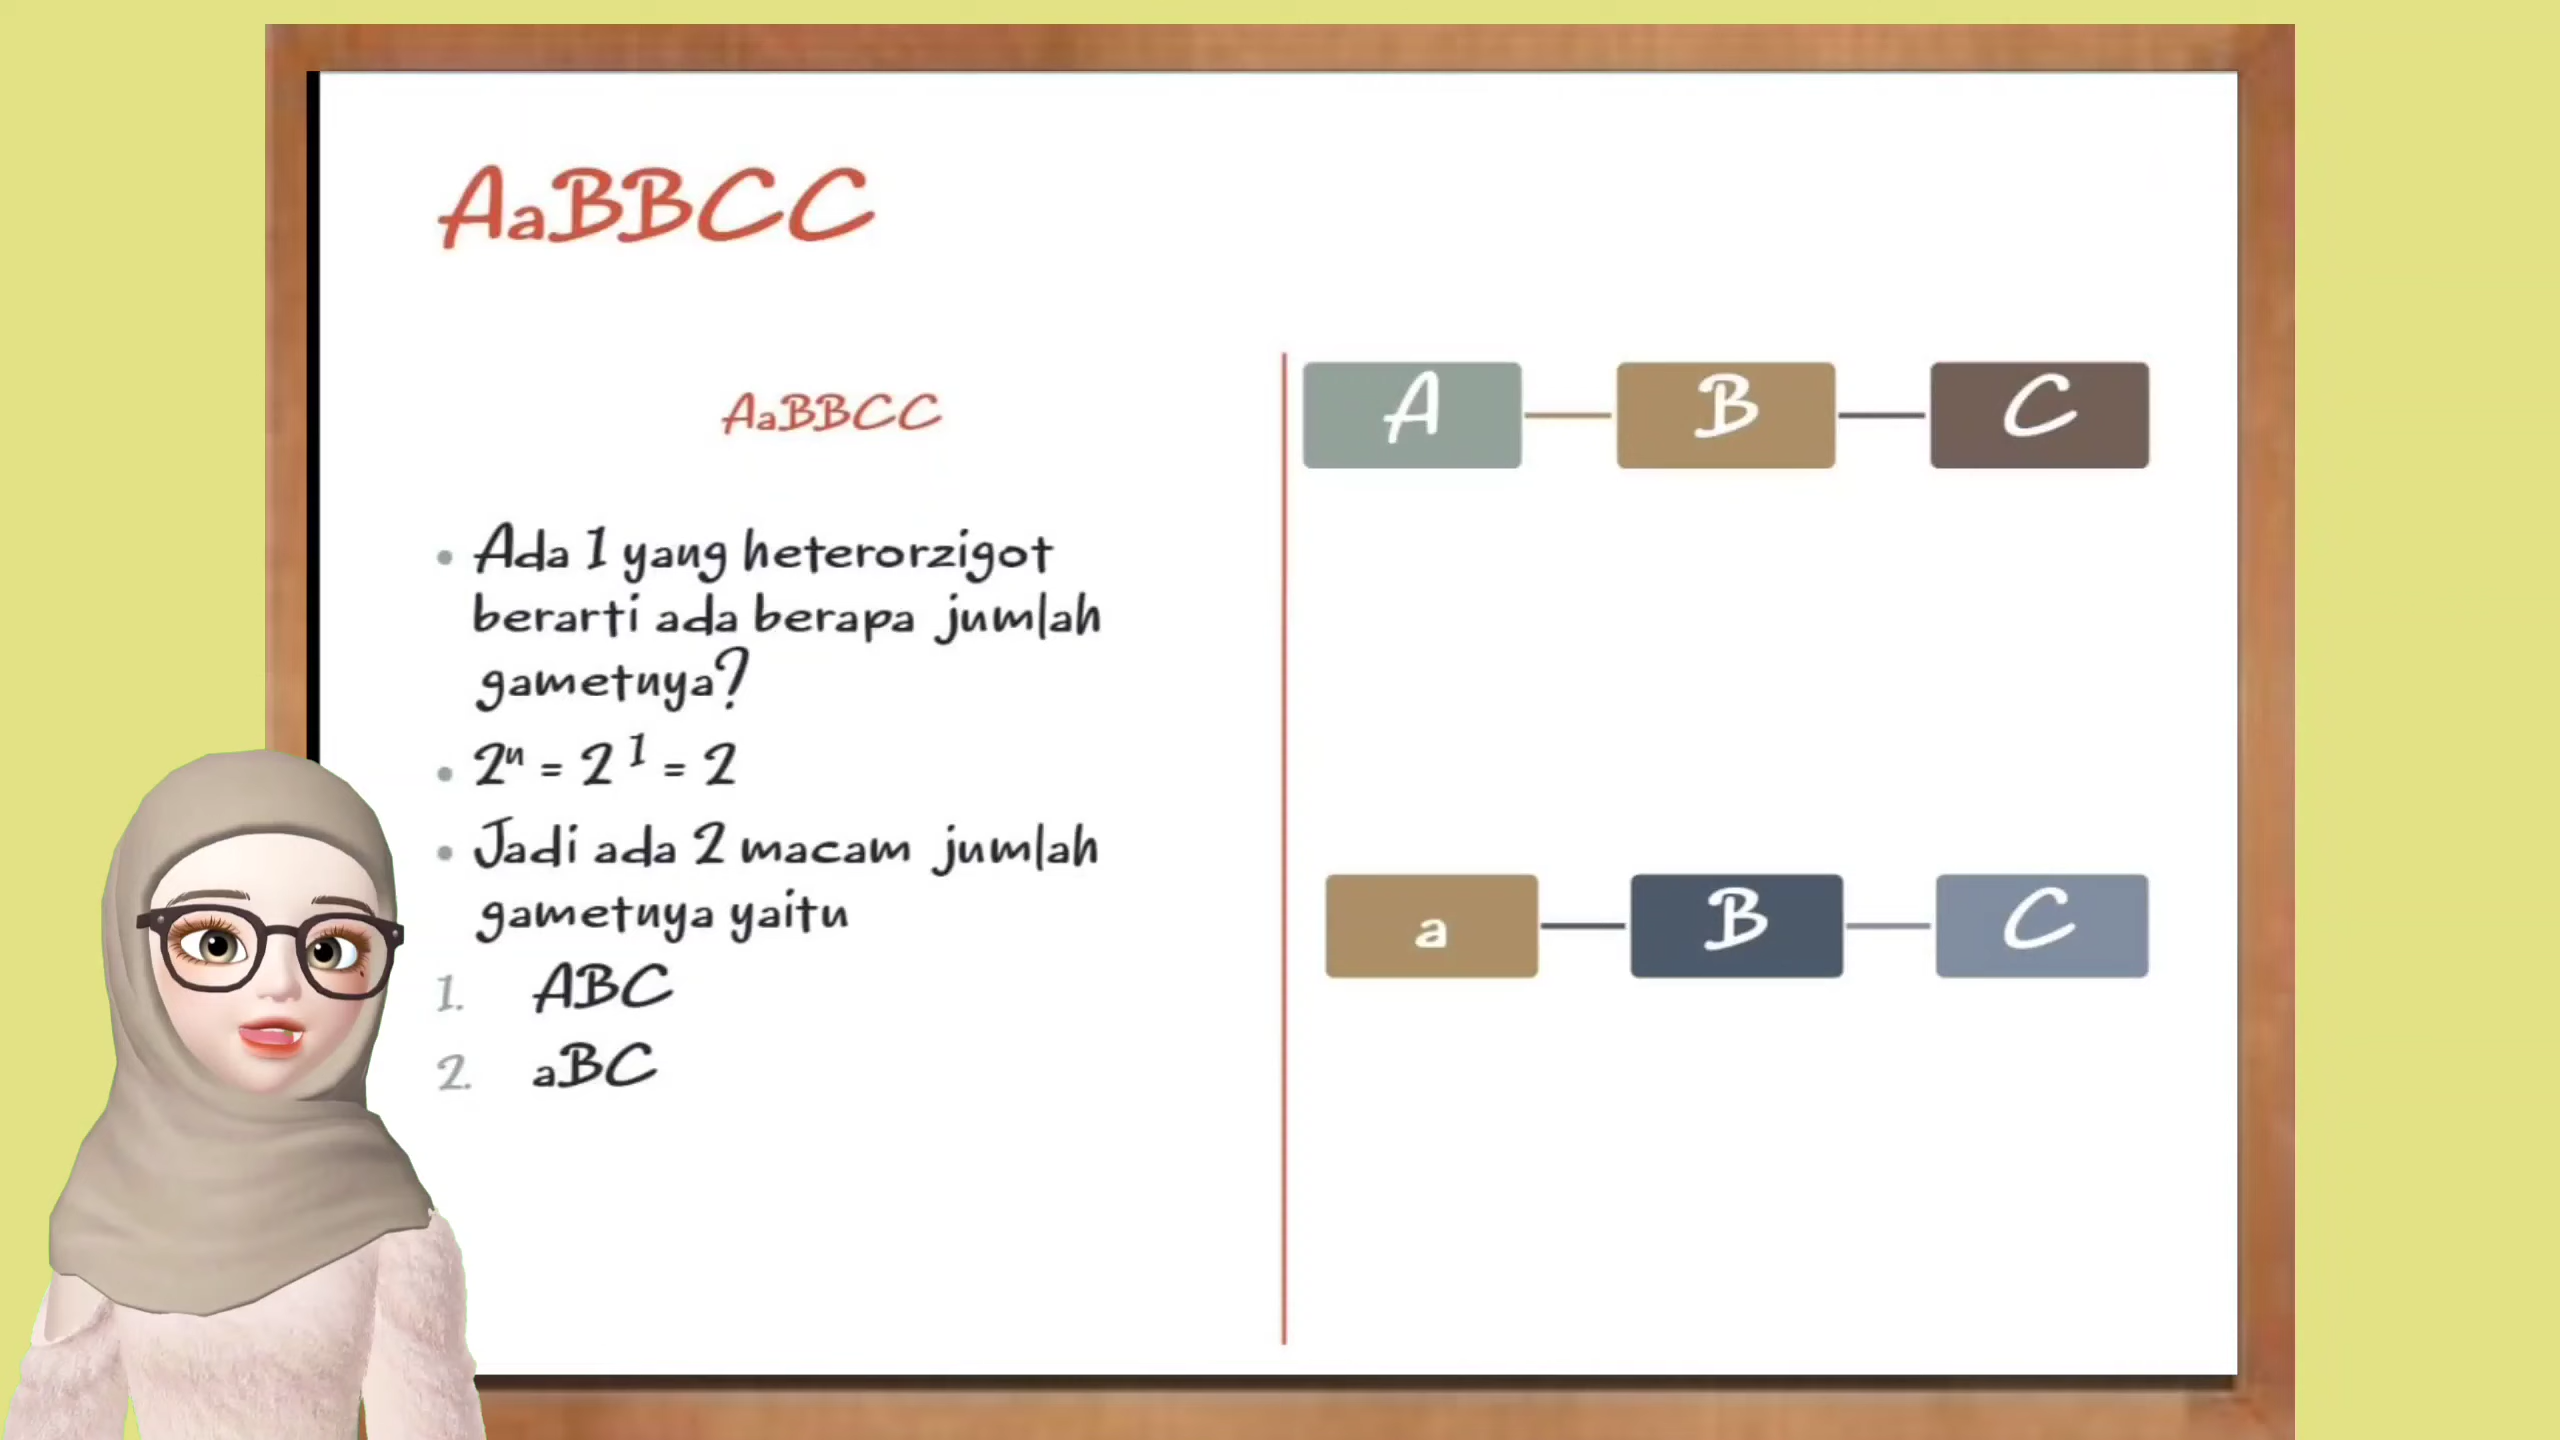 AaBBCC
AaBBCC
• Ada 1 yang heterorzigot
berarti ada berapa jumlah
gametnya?
• 2ⁿ = 2¹ = 2
• Jadi ada 2 macam jumlah
gametnya yaitu
1. ABC
2. aBC
A B C
a B C